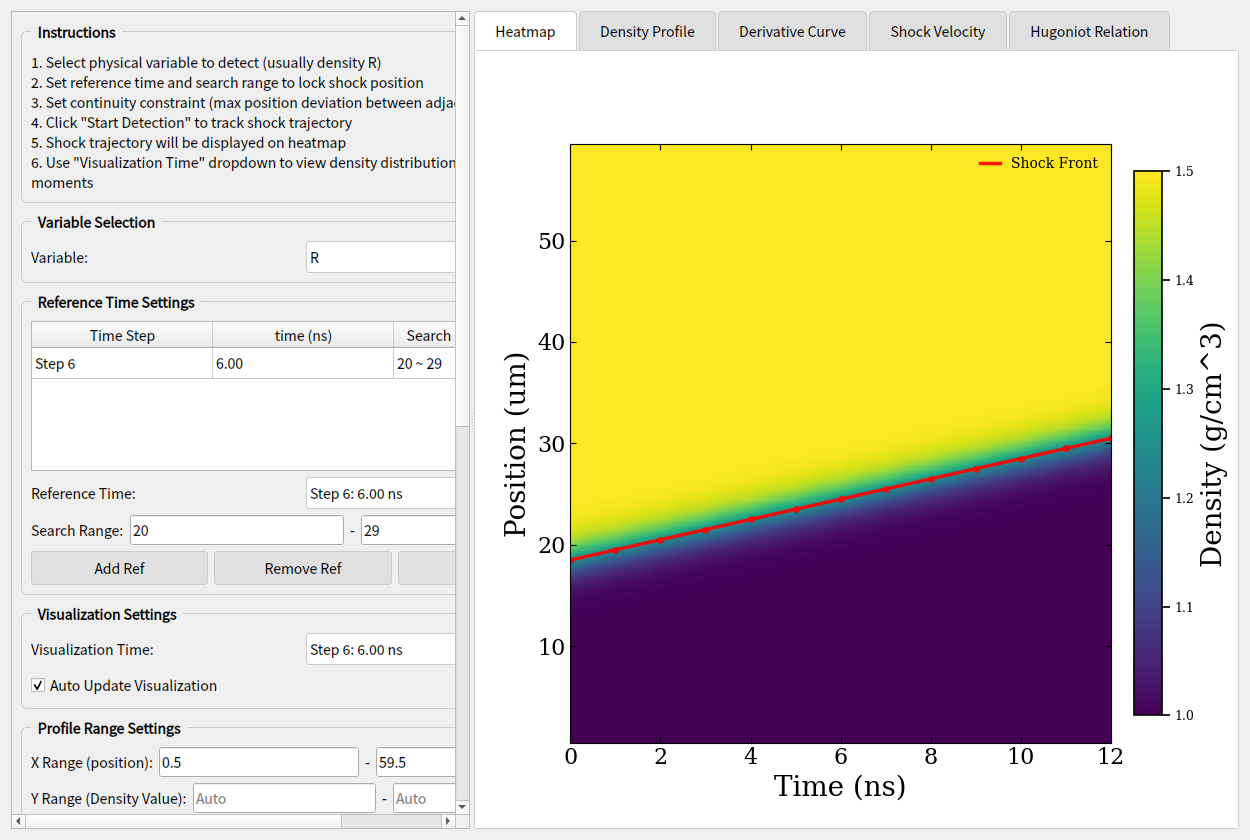 Instructions
1. Select physical variable to detect (usually density R)
2. Set reference time and search range to lock shock position
3. Set continuity constraint (max position deviation between adja
4. Click "Start Detection" to track shock trajectory
5. Shock trajectory will be displayed on heatmap
6. Use "Visualization Time" dropdown to view density distribution
moments
Variable Selection
Variable:
R
Reference Time Settings
Time Step
time (ns)
Search
Step 6
6.00
20 ~ 29
Reference Time:
Step 6: 6.00 ns
Search Range:
20
-
29
Add Ref
Remove Ref
Visualization Settings
Visualization Time:
Step 6: 6.00 ns
Auto Update Visualization
Profile Range Settings
X Range (position):
0.5
-
59.5
Y Range (Density Value):
Auto
-
Auto
Heatmap
Density Profile
Derivative Curve
Shock Velocity
Hugoniot Relation
Shock Front
Position (um)
50
40
30
20
10
0
2
4
6
8
10
12
Time (ns)
1.5
1.4
1.3
1.2
1.1
1.0
Density (g/cm^3)